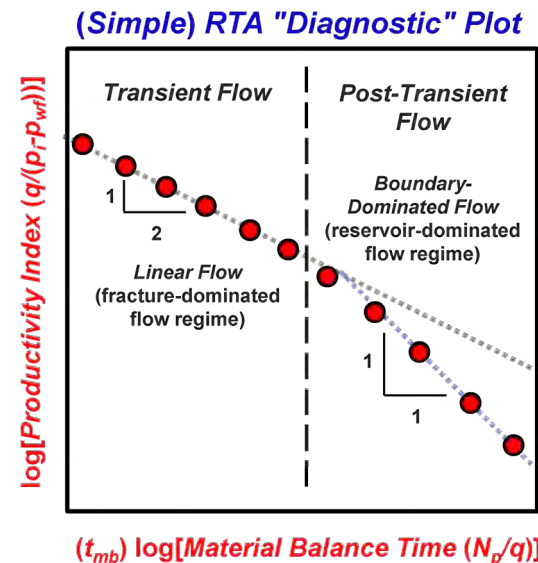 (Simple) RTA "Diagnostic" Plot
Transient Flow
Post-Transient
Flow
Boundary-
Dominated Flow
(reservoir-dominated
flow regime)
1
2
Linear Flow
(fracture-dominated
flow regime)
1
1
log[Productivity Index (q/(pi-pwf))]
(tmb) log[Material Balance Time (Np/q)]